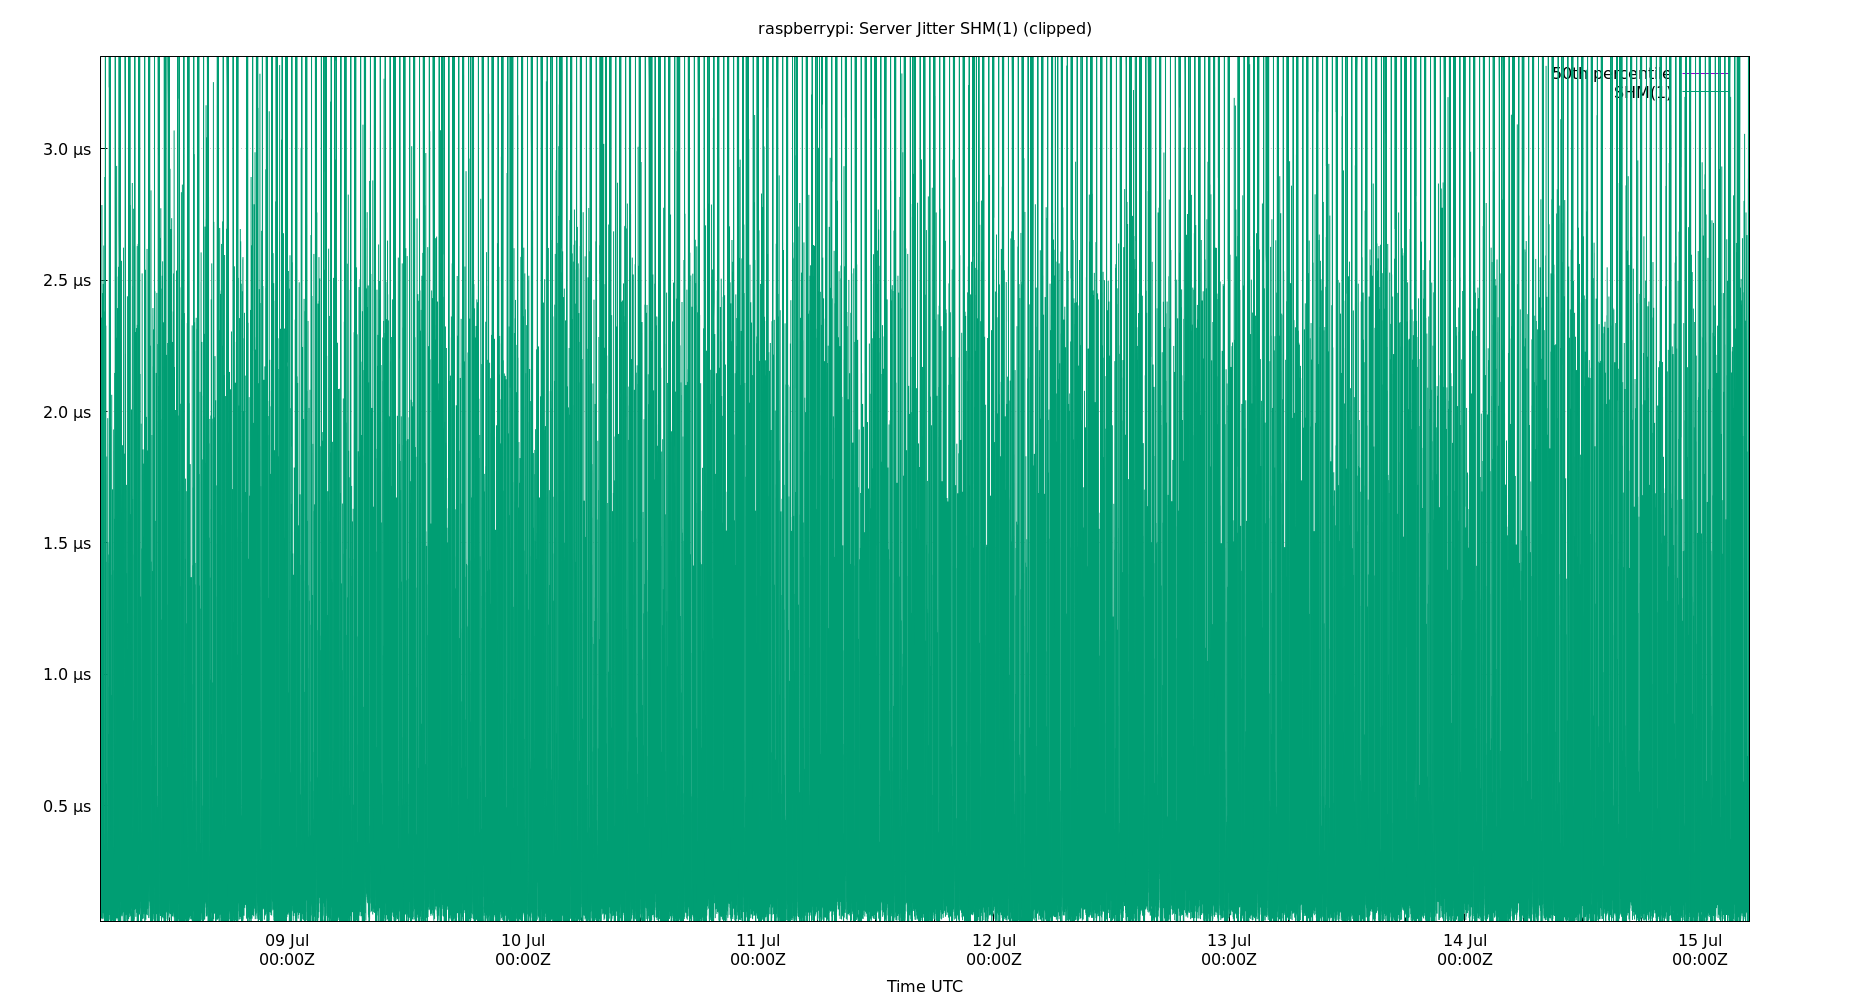 raspberrypi: Server Jitter SHM(1) (clipped)
50th percentile
SHM(1)
3.0 µs
2.5 µs
2.0 µs
1.5 µs
1.0 µs
0.5 µs
09 Jul
00:00Z
10 Jul
00:00Z
11 Jul
00:00Z
12 Jul
00:00Z
13 Jul
00:00Z
14 Jul
00:00Z
15 Jul
00:00Z
Time UTC